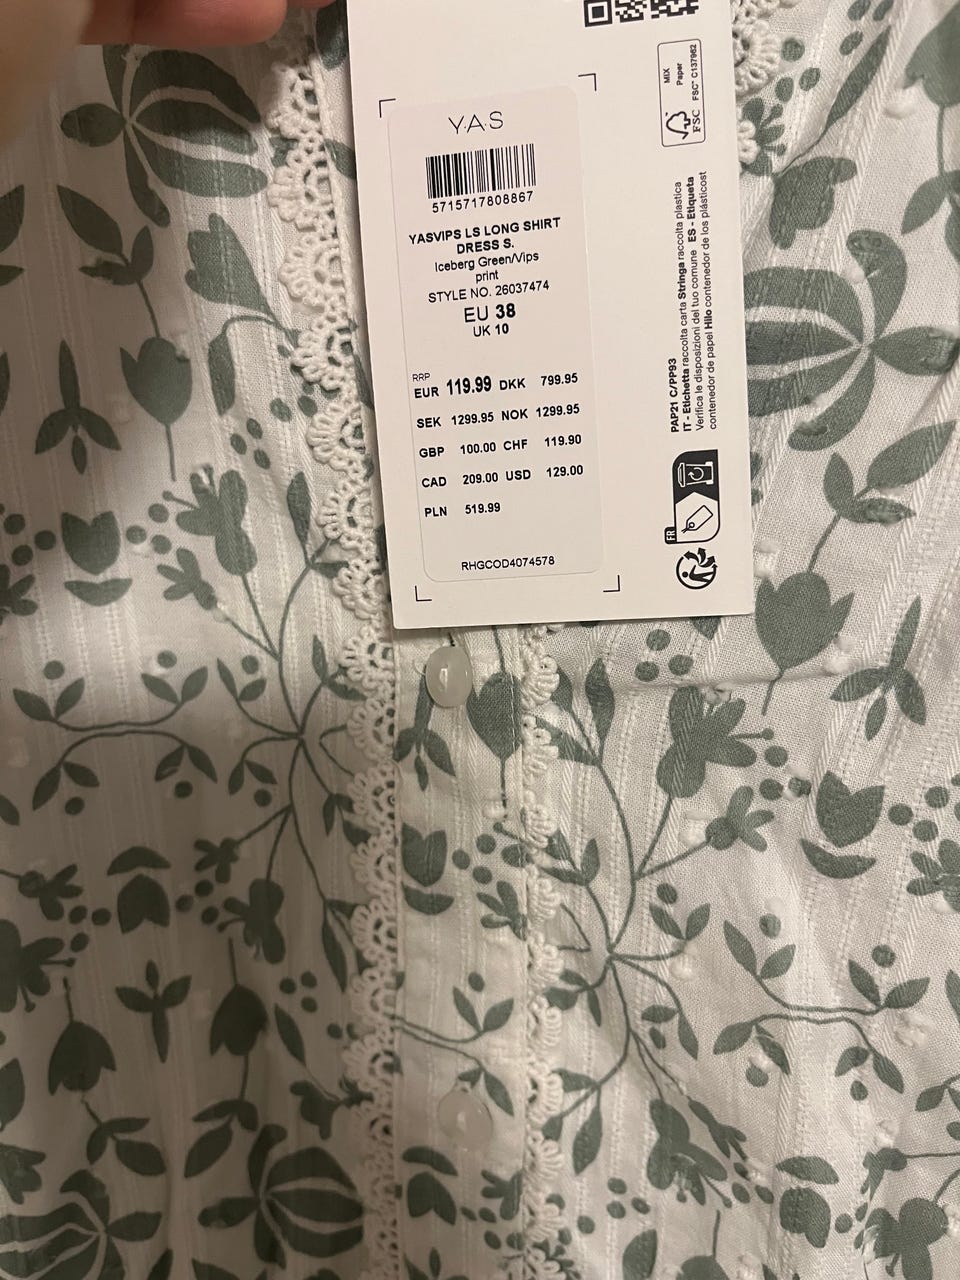 Y.A.S
5715717808867
YASVIPS LS LONG SHIRT
DRESS S.
Iceberg Green/Vips
print
STYLE NO. 26037474
EU 38
UK 10
RRP
EUR 119.99 DKK 799.95
SEK 1299.95 NOK 1299.95
GBP 100.00 CHF 119.90
CAD 209.00 USD 129.00
PLN 519.99
RHGCOD4074578
MIX
Paper
FSC
FSC® C137962
PAP21 C/PP93
IT - Etichetta raccolta carta Stringa raccolta plastica
Verifica le disposizioni del tuo comune ES - Etiqueta
contenedor de papel Hilo contenedor de los plásticost
FR